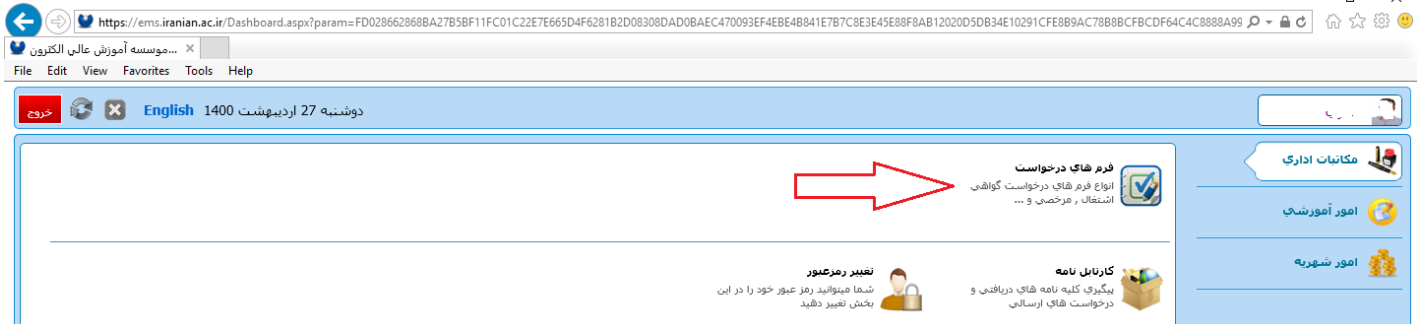 https://ems.iranian.ac.ir/Dashboard.aspx?param=FD028662868BA27B5BF11FC01C22E7E665D4F6281B2D08308DAD0BAEC470093EF4EBE4B841E7B7C8E3E45E88F8AB12020D5DB34E10291CFE8B9AC78B8BCFBCDF64C4C8888A99
موسسه آموزش عالي الكترون...
File Edit View Favorites Tools Help
دوشنبه 27 ارديبهشت 1400 English
خروج
مكاتبات اداري
امور آموزشي
امور شهريه
فرم هاي درخواست
انواع فرم هاي درخواست گواهي
اشتغال , مرخصي و ...
كارتابل نامه
پيگيري كليه نامه هاي دريافتي و
درخواست هاي ارسالي
تغيير رمزعبور
شما ميتوانيد رمز عبور خود را در اين
بخش تغيير دهيد